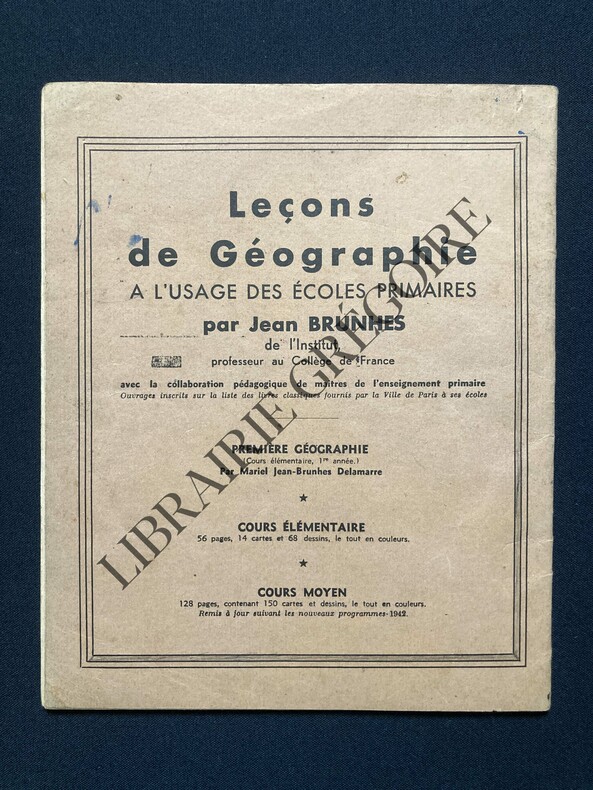 Leçons
de Géographie
A L'USAGE DES ÉCOLES PRIMAIRES
par Jean BRUNHES
de l'Institut,
professeur au Collège de France
avec la collaboration pédagogique de maîtres de l'enseignement primaire
Ouvrages inscrits sur la liste des livres classiques fournis par la Ville de Paris à ses écoles
PREMIÈRE GÉOGRAPHIE
(Cours élémentaire, 1re année.)
Par Mariel Jean-Brunhes Delamarre
COURS ÉLÉMENTAIRE
56 pages, 14 cartes et 68 dessins, le tout en couleurs.
COURS MOYEN
128 pages, contenant 150 cartes et dessins, le tout en couleurs.
Remis à jour suivant les nouveaux programmes-1942.
LIBRAIRIE GRÉGOIRE